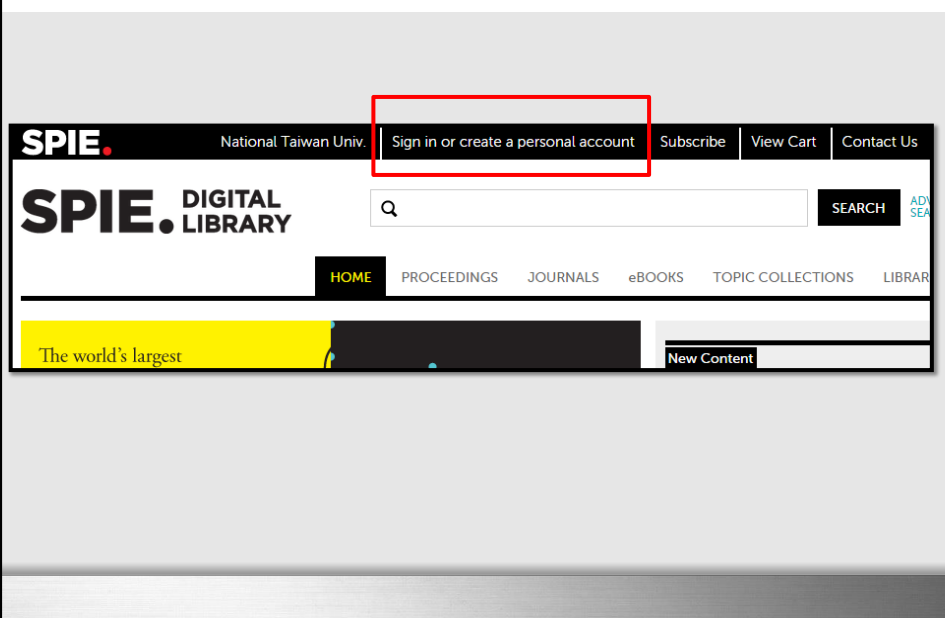 SPIE. National Taiwan Univ. Sign in or create a personal account Subscribe View Cart Contact Us
SPIE. DIGITAL LIBRARY
SEARCH
HOME PROCEEDINGS JOURNALS eBOOKS TOPIC COLLECTIONS
The world's largest
New Content